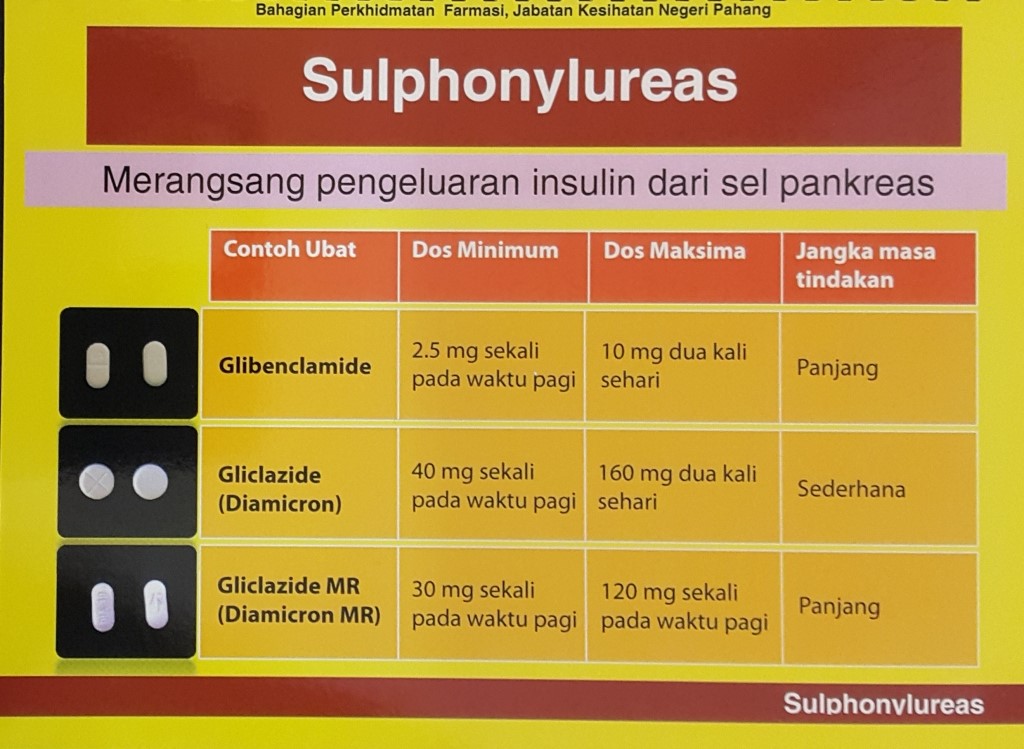 Bahagian Perkhidmatan Farmasi, Jabatan Kesihatan Negeri Pahang
Sulphonylureas
Merangsang pengeluaran insulin dari sel pankreas
Contoh Ubat
Dos Minimum
Dos Maksima
Jangka masa
tindakan
Glibenclamide
2.5 mg sekali
pada waktu pagi
10 mg dua kali
sehari
Panjang
Gliclazide
(Diamicron)
40 mg sekali
pada waktu pagi
160 mg dua kali
sehari
Sederhana
Gliclazide MR
(Diamicron MR)
30 mg sekali
pada waktu pagi
120 mg sekali
pada waktu pagi
Panjang
Sulphonylureas